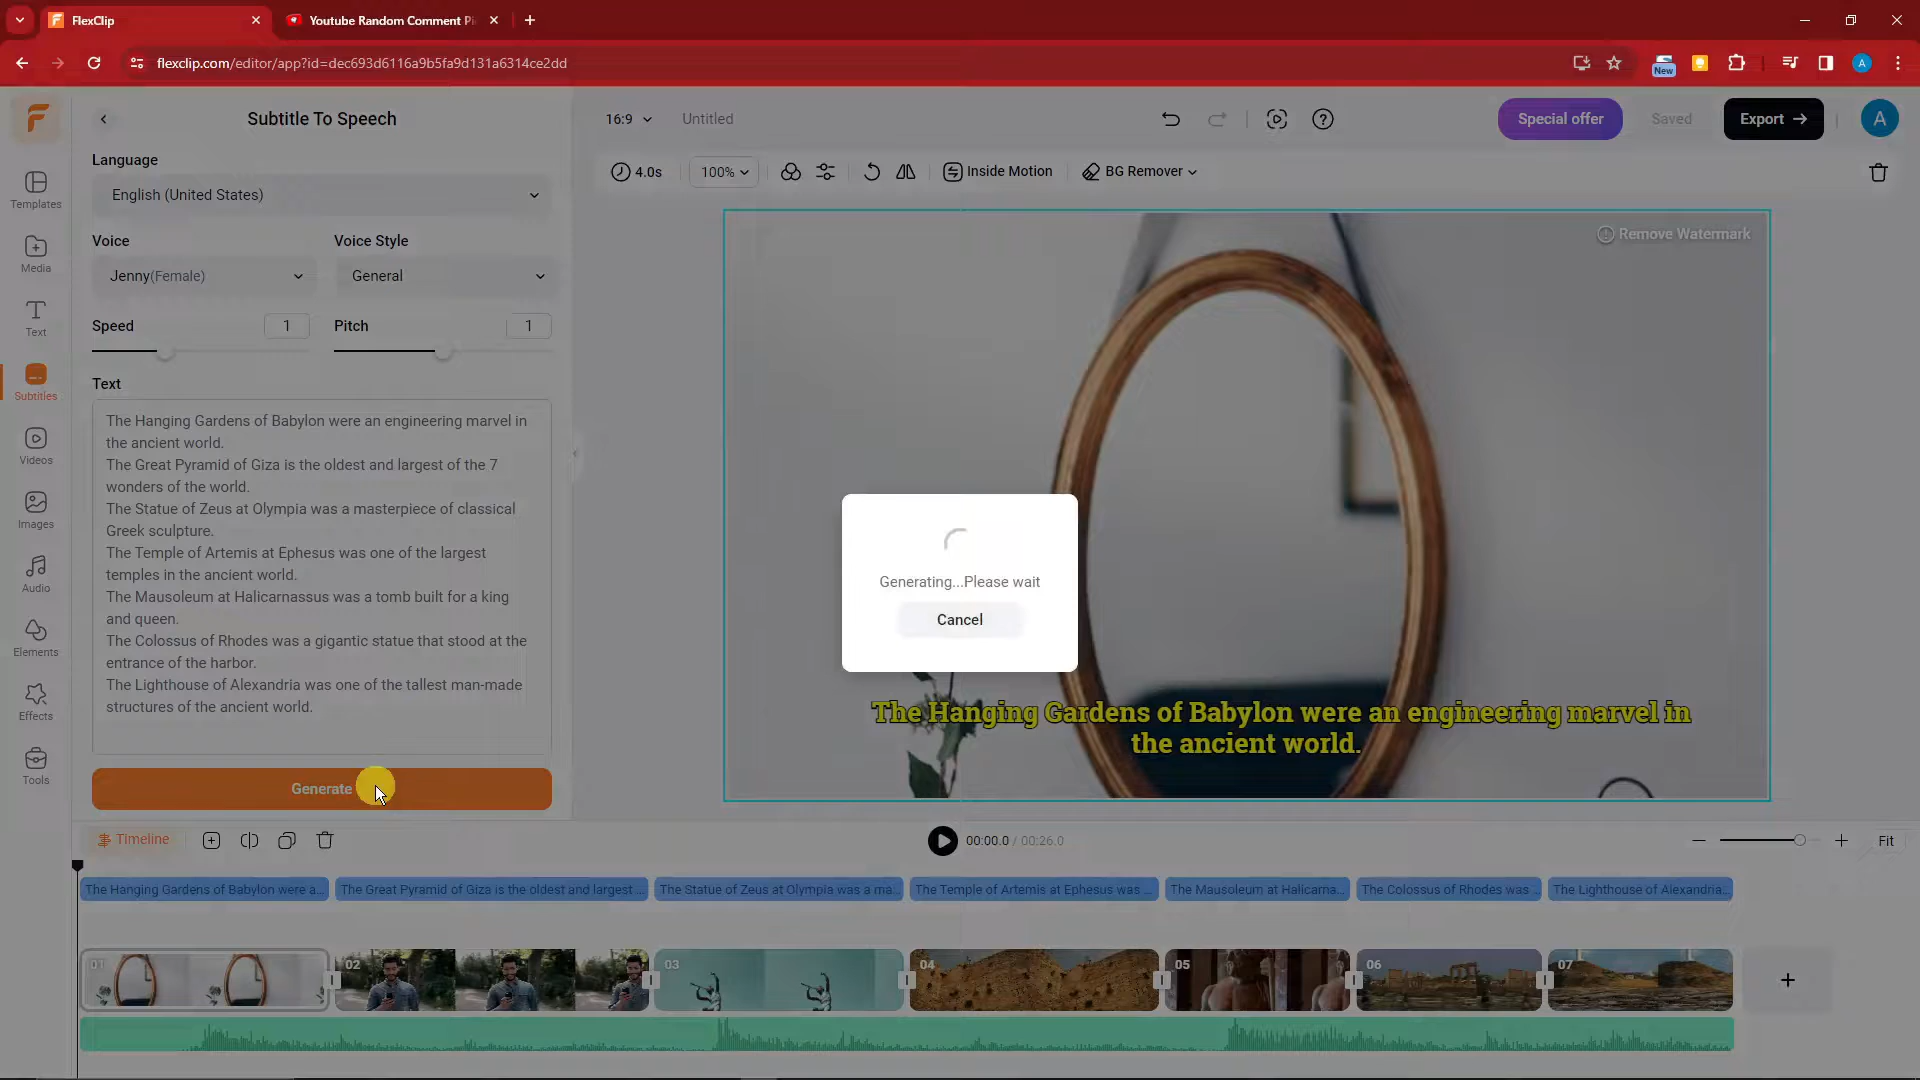 FlexClip
Youtube Random Comment Pi
flexclip.com/editor/app?id=dec693d6116a9b5fa9d131a6314ce2dd
New
A
Subtitle To Speech
16:9
Untitled
Special offer
Saved
Export
A
Language
English (United States)
4.0s
100%
Inside Motion
BG Remover
Templates
Voice
Voice Style
Remove Watermark
Media
Jenny(Female)
General
Text
Speed
1
Pitch
1
Subtitles
Text
The Hanging Gardens of Babylon were an engineering marvel in
the ancient world.
The Great Pyramid of Giza is the oldest and largest of the 7
wonders of the world.
The Statue of Zeus at Olympia was a masterpiece of classical
Greek sculpture.
The Temple of Artemis at Ephesus was one of the largest
temples in the ancient world.
The Mausoleum at Halicarnassus was a tomb built for a king
and queen.
The Colossus of Rhodes was a gigantic statue that stood at the
entrance of the harbor.
The Lighthouse of Alexandria was one of the tallest man-made
structures of the ancient world.
Videos
Images
Audio
Elements
Effects
Tools
Generating...Please wait
Cancel
The Hanging Gardens of Babylon were an engineering marvel in
the ancient world.
Generate
Timeline
00:00.0 / 00:26.0
Fit
The Hanging Gardens of Babylon were a...
The Great Pyramid of Giza is the oldest and largest ...
The Statue of Zeus at Olympia was a ma...
The Temple of Artemis at Ephesus was ...
The Mausoleum at Halicarna...
The Colossus of Rhodes was ...
The Lighthouse of Alexandria...
01
02
03
04
05
06
07